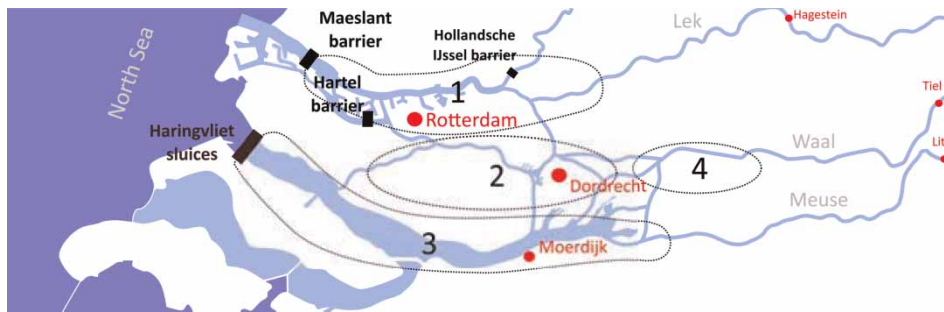 Maeslant
barrier
Hollandsche
IJssel barrier
Lek
Hagestein
North Sea
Hartel
barrier
1
Rotterdam
Tiel
Haringvliet
sluices
2
Dordrecht
4
Waal
Lit
Meuse
3
Moerdijk